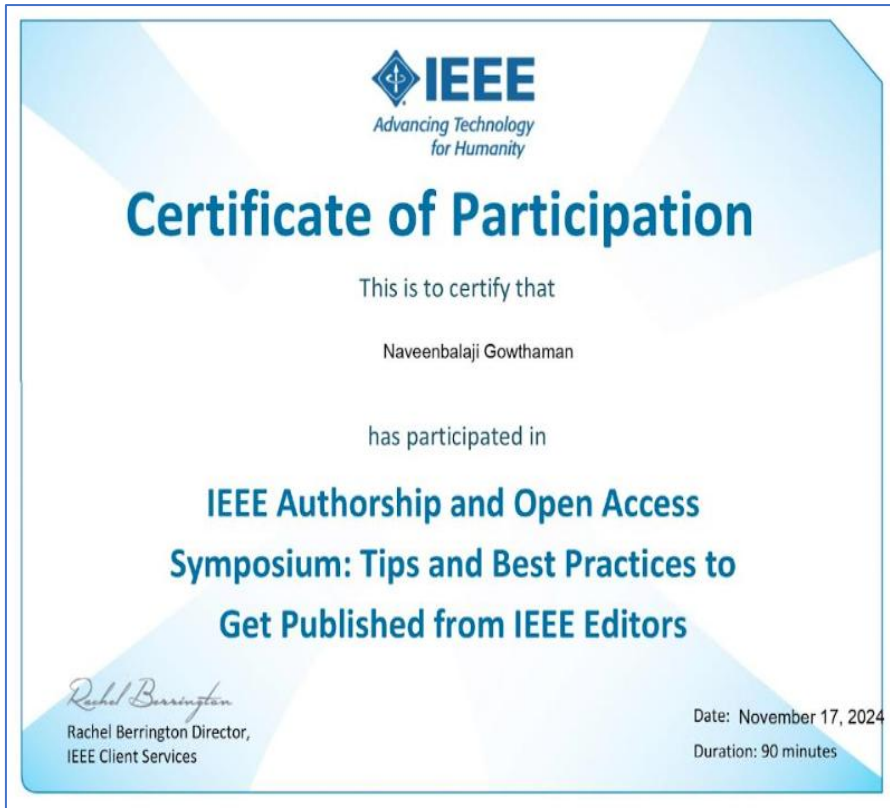 IEEE
Advancing Technology
for Humanity
Certificate of Participation
This is to certify that
Naveenbalaji Gowthaman
has participated in
IEEE Authorship and Open Access
Symposium: Tips and Best Practices to
Get Published from IEEE Editors
Rachel Berrington
Rachel Berrington Director,
IEEE Client Services
Date: November 17, 2024
Duration: 90 minutes